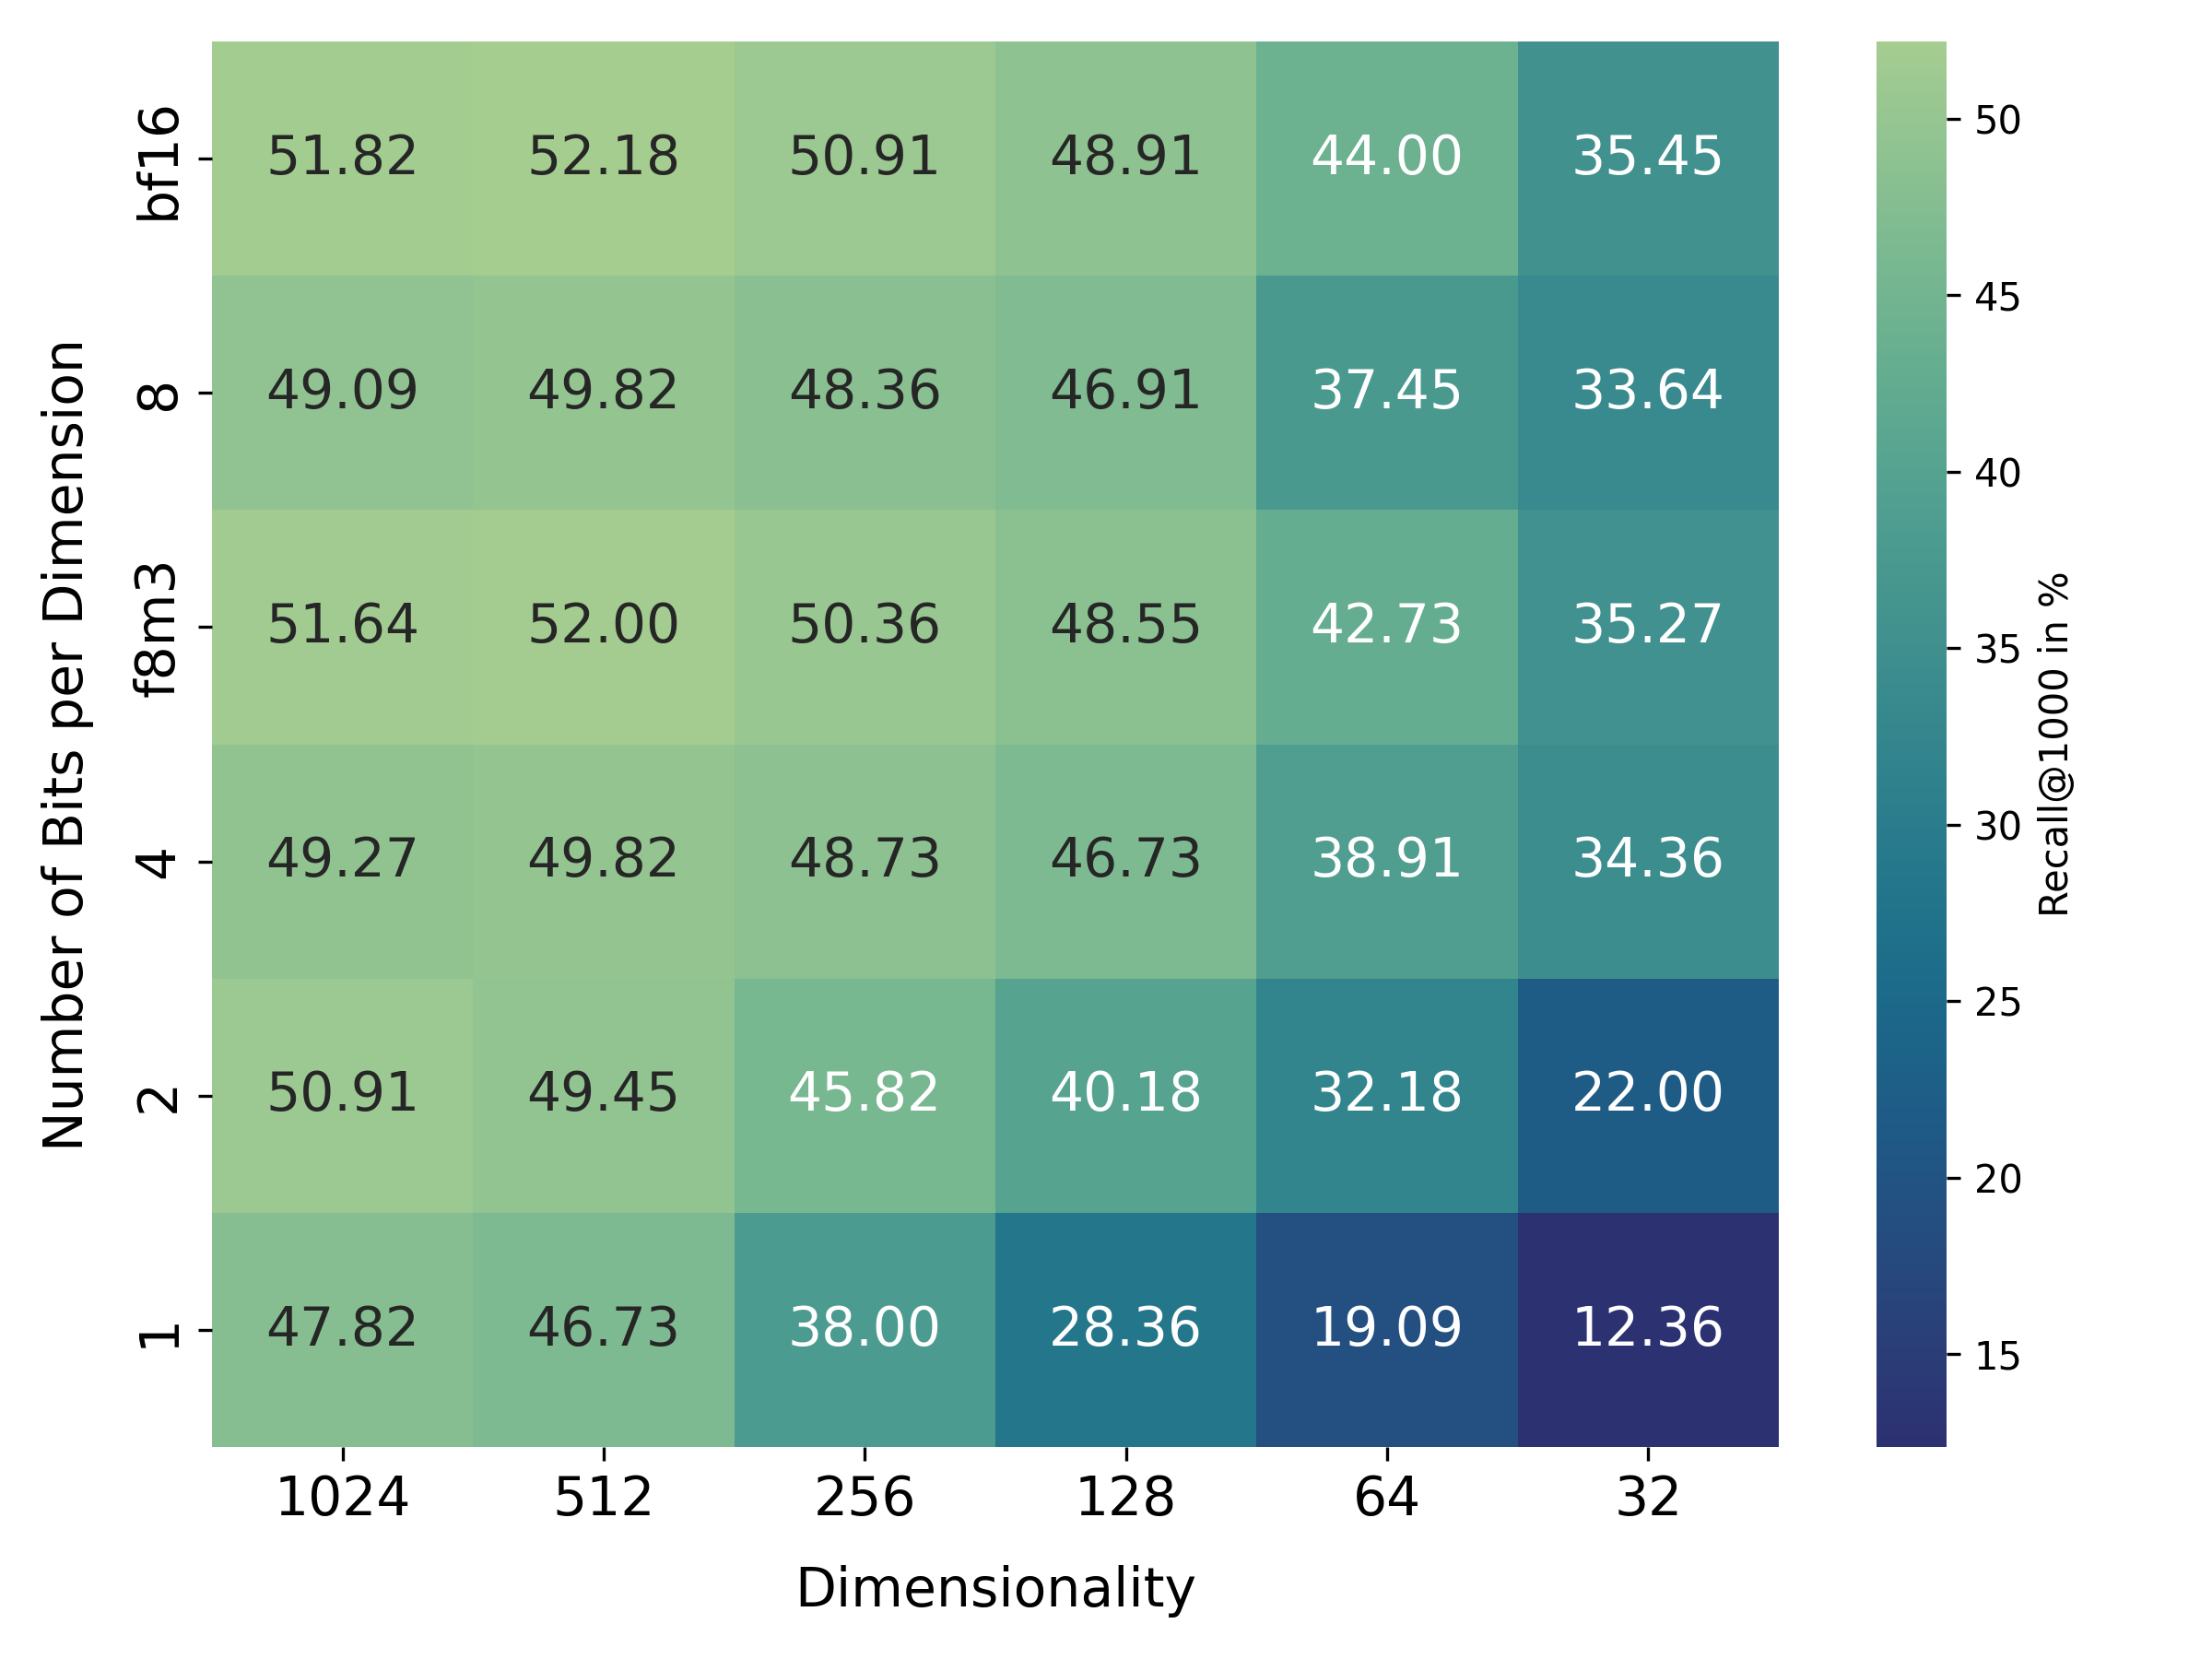 Number of Bits per Dimension
bf16 51.82 52.18 50.91 48.91 44.00 35.45
8 49.09 49.82 48.36 46.91 37.45 33.64
f8m3 51.64 52.00 50.36 48.55 42.73 35.27
4 49.27 49.82 48.73 46.73 38.91 34.36
2 50.91 49.45 45.82 40.18 32.18 22.00
1 47.82 46.73 38.00 28.36 19.09 12.36
1024 512 256 128 64 32
Dimensionality
50
45
40
35
30
25
20
15
Recall@1000 in %